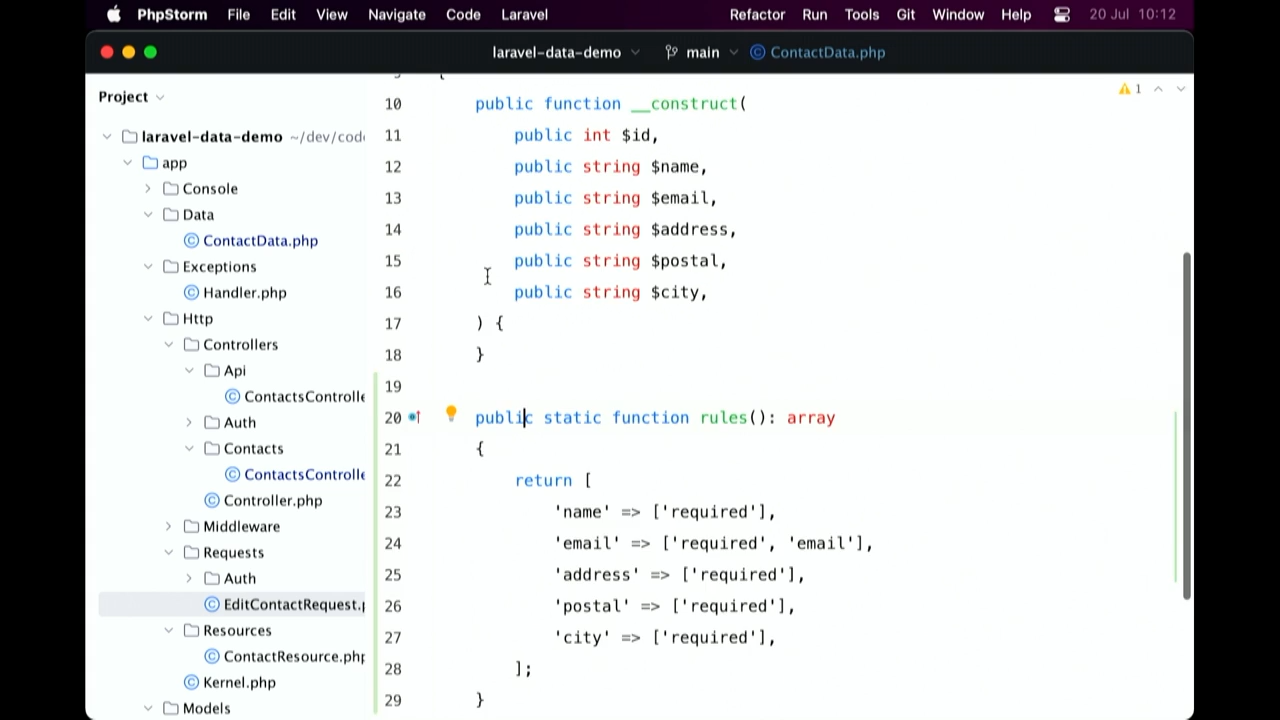 PhpStorm File Edit View Navigate Code Laravel Refactor Run Tools Git Window Help 20 Jul 10:12
laravel-data-demo main ContactData.php
Project
laravel-data-demo ~/dev/code
app
Console
Data
ContactData.php
Exceptions
Handler.php
Http
Controllers
Api
ContactsControlle
Auth
Contacts
ContactsControlle
Controller.php
Middleware
Requests
Auth
EditContactRequest.p
Resources
ContactResource.php
Kernel.php
Models
1
10 public function __construct(
11 public int $id,
12 public string $name,
13 public string $email,
14 public string $address,
15 public string $postal,
16 public string $city,
17 ) {
18 }
19
20 public static function rules(): array
21 {
22 return [
23 'name' => ['required'],
24 'email' => ['required', 'email'],
25 'address' => ['required'],
26 'postal' => ['required'],
27 'city' => ['required'],
28 ];
29 }